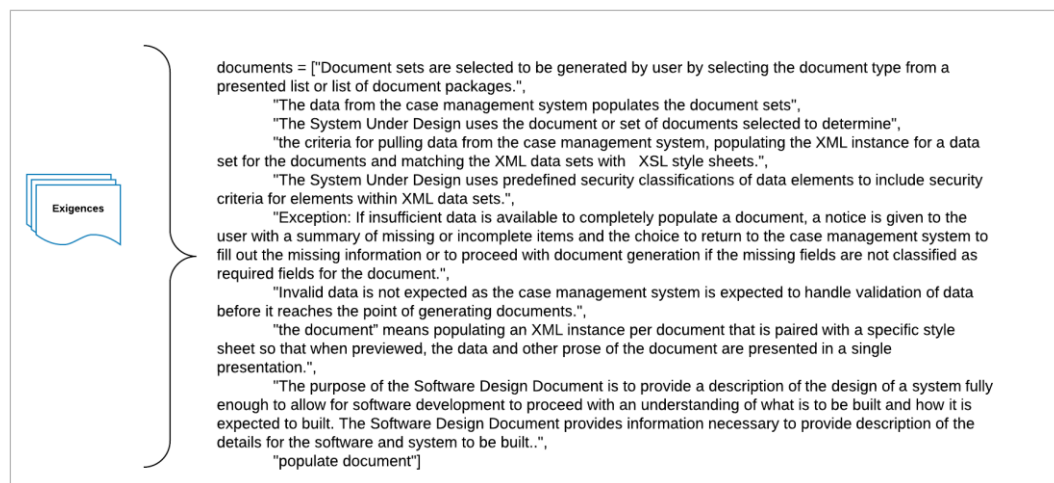 documents = ["Document sets are selected to be generated by user by selecting the document type from a
presented list or list of document packages.",
"The data from the case management system populates the document sets",
"The System Under Design uses the document or set of documents selected to determine",
"the criteria for pulling data from the case management system, populating the XML instance for a data
set for the documents and matching the XML data sets with XSL style sheets.",
"The System Under Design uses predefined security classifications of data elements to include security
criteria for elements within XML data sets.",
"Exception: If insufficient data is available to completely populate a document, a notice is given to the
user with a summary of missing or incomplete items and the choice to return to the case management system to
fill out the missing information or to proceed with document generation if the missing fields are not classified as
required fields for the document.",
"Invalid data is not expected as the case management system is expected to handle validation of data
before it reaches the point of generating documents.",
"the document" means populating an XML instance per document that is paired with a specific style
sheet so that when previewed, the data and other prose of the document are presented in a single
presentation.",
"The purpose of the Software Design Document is to provide a description of the design of a system fully
enough to allow for software development to proceed with an understanding of what is to be built and how it is
expected to built. The Software Design Document provides information necessary to provide description of the
details for the software and system to be built..",
"populate document"]
Exigences